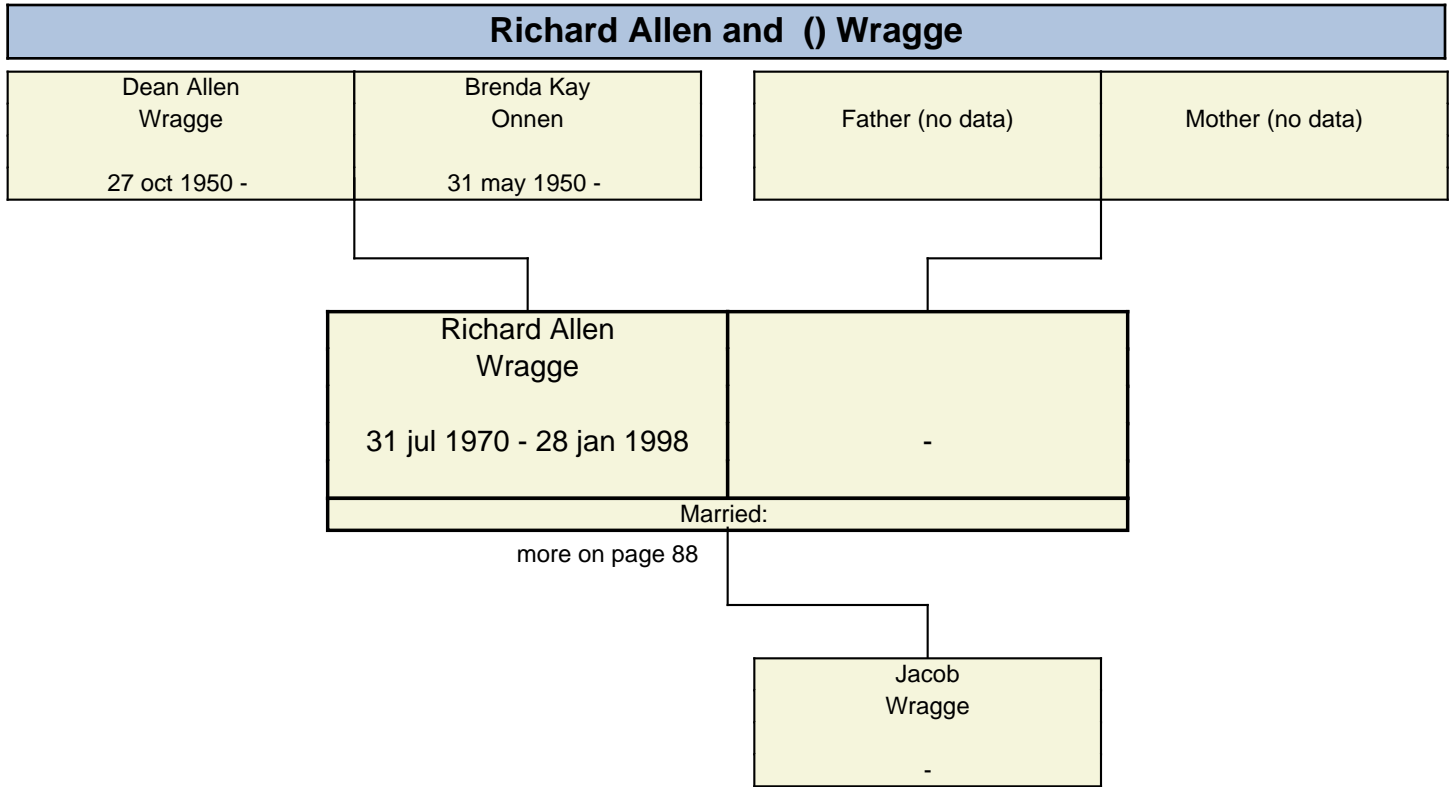 Richard Allen and  () Wragge
Dean Allen
Wragge
27 oct 1950 -
Brenda Kay
Onnen
31 may 1950 -
Father (no data)
Mother (no data)
Richard Allen
Wragge
31 jul 1970 - 28 jan 1998
-
Married:
more on page 88
Jacob
Wragge
-